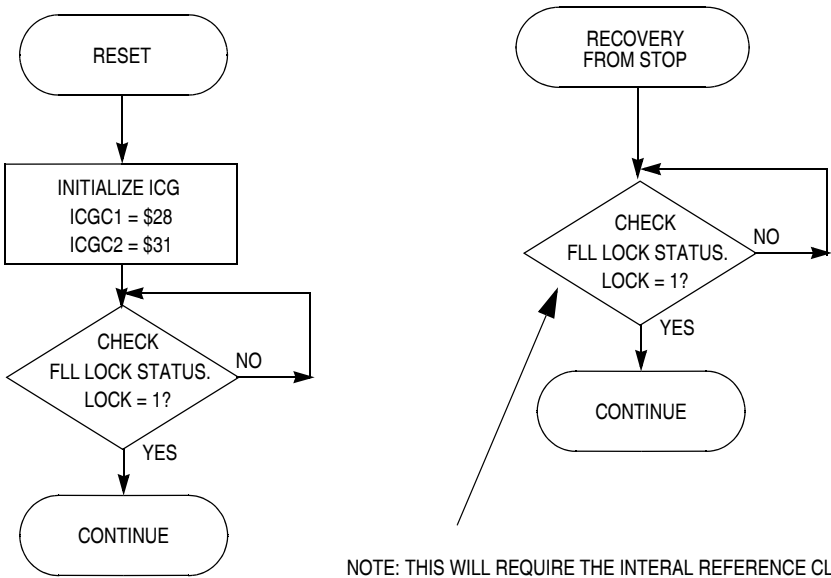 RESET
INITIALIZE ICG
ICGC1 = $28
ICGC2 = $31
CHECK
FLL LOCK STATUS.
LOCK = 1?
NO
YES
CONTINUE
RECOVERY
FROM STOP
CHECK
FLL LOCK STATUS.
LOCK = 1?
NO
YES
CONTINUE
NOTE: THIS WILL REQUIRE THE INTERAL REFERENCE CL